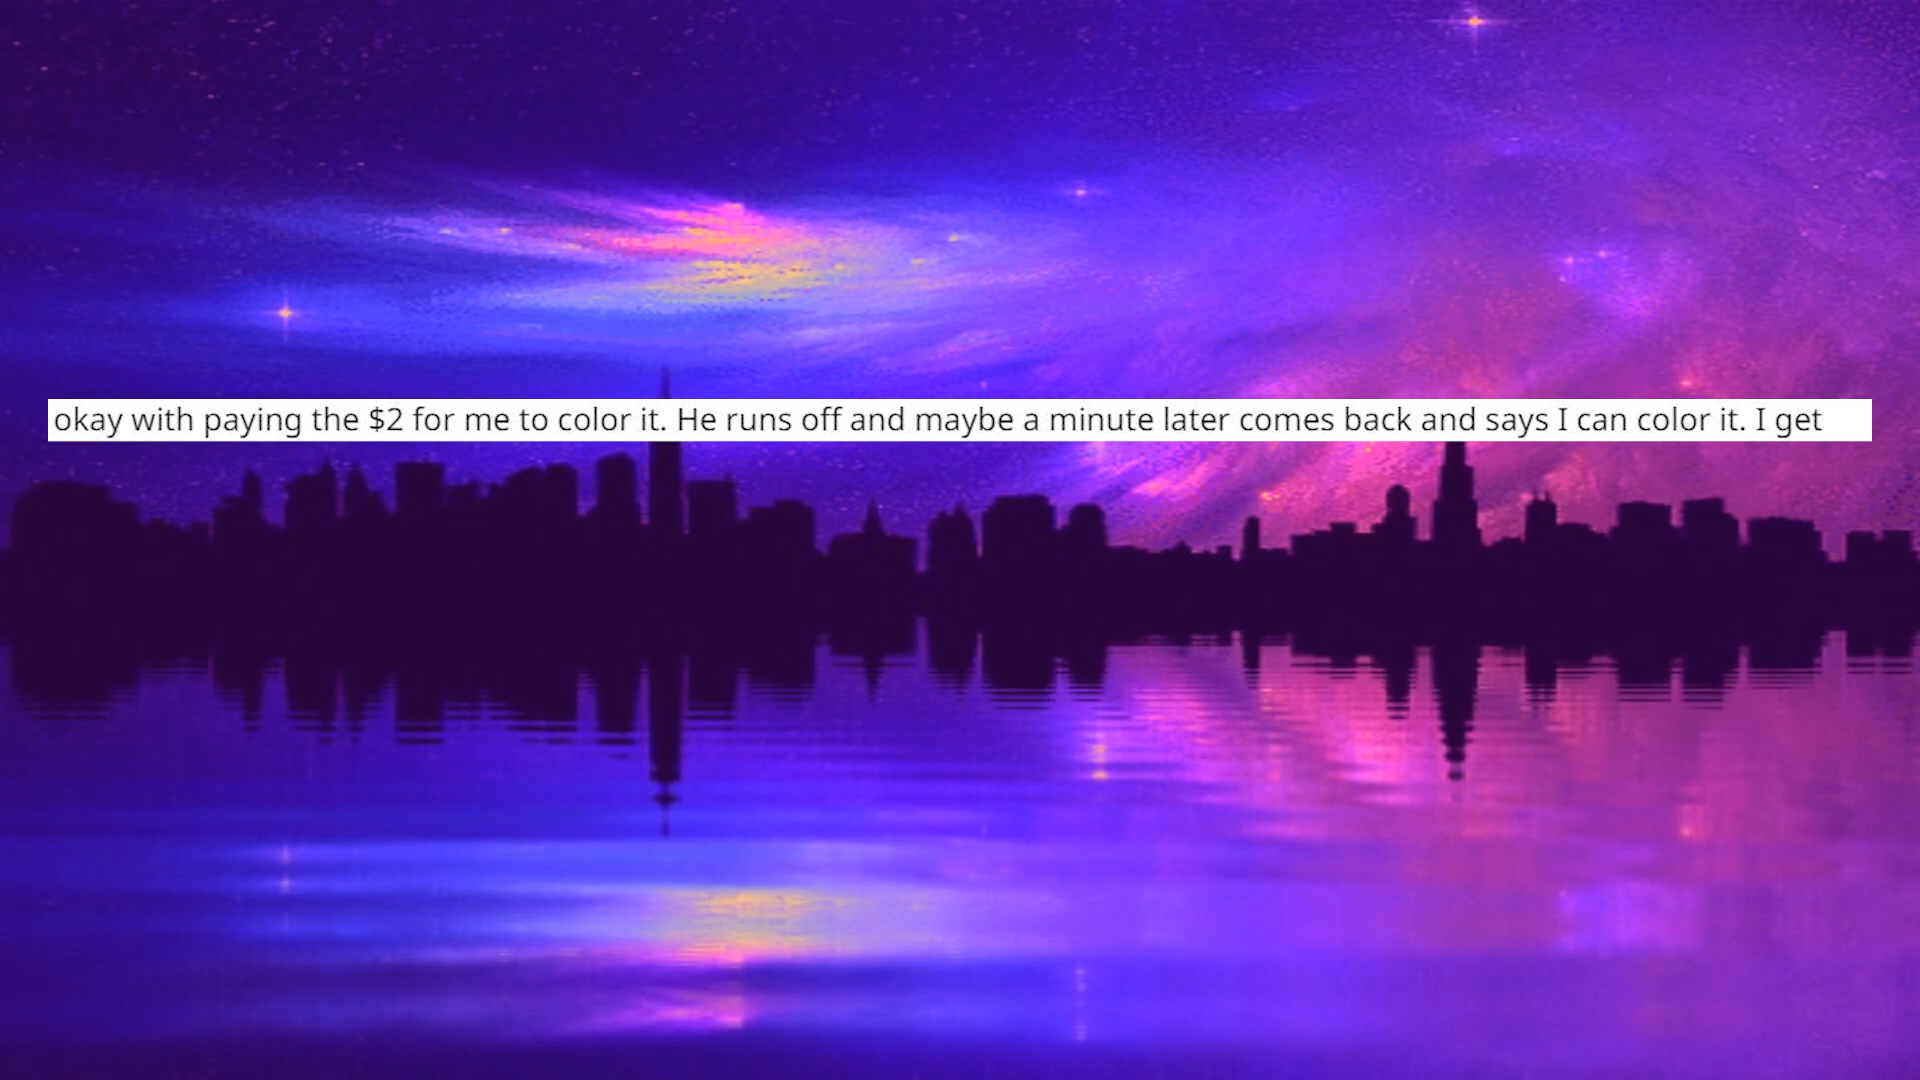 okay with paying the $2 for me to color it. He runs off and maybe a minute later comes back and says I can color it. I get